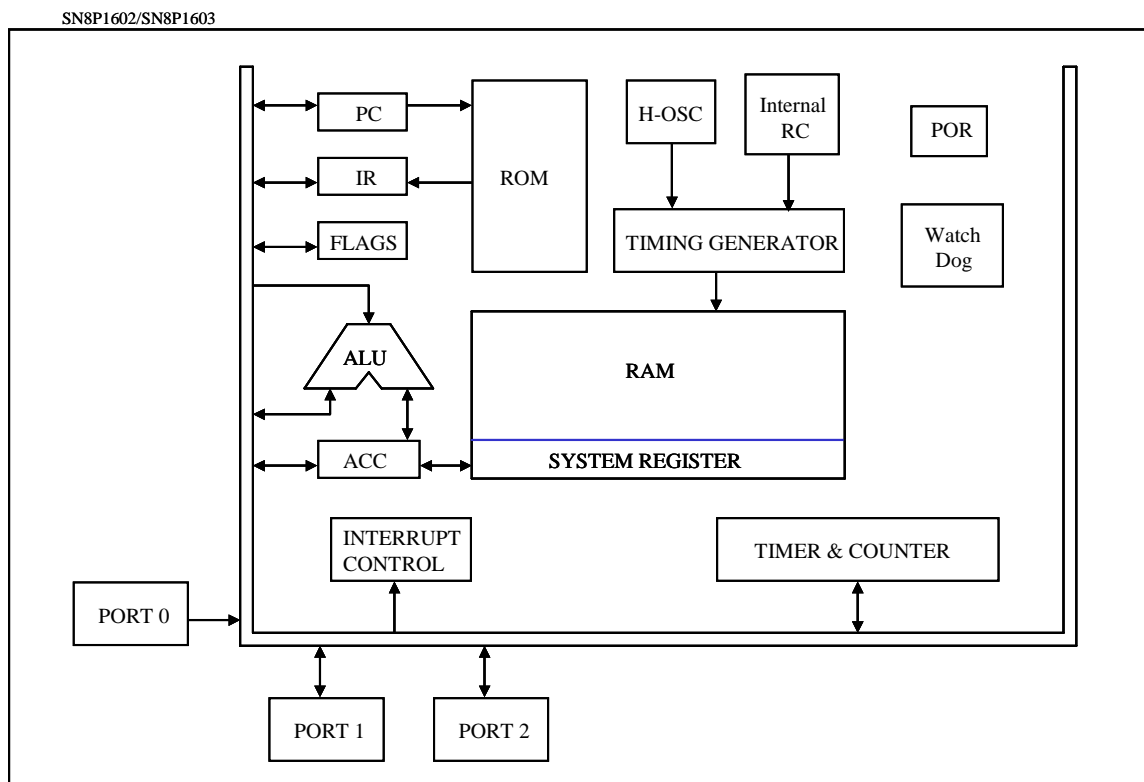 SN8P1602/SN8P1603
PC
IR
FLAGS
ALU
ACC
ROM
H-OSC
Internal
RC
TIMING GENERATOR
POR
Watch
Dog
RAM
SYSTEM REGISTER
INTERRUPT
CONTROL
TIMER & COUNTER
PORT 0
PORT 1
PORT 2